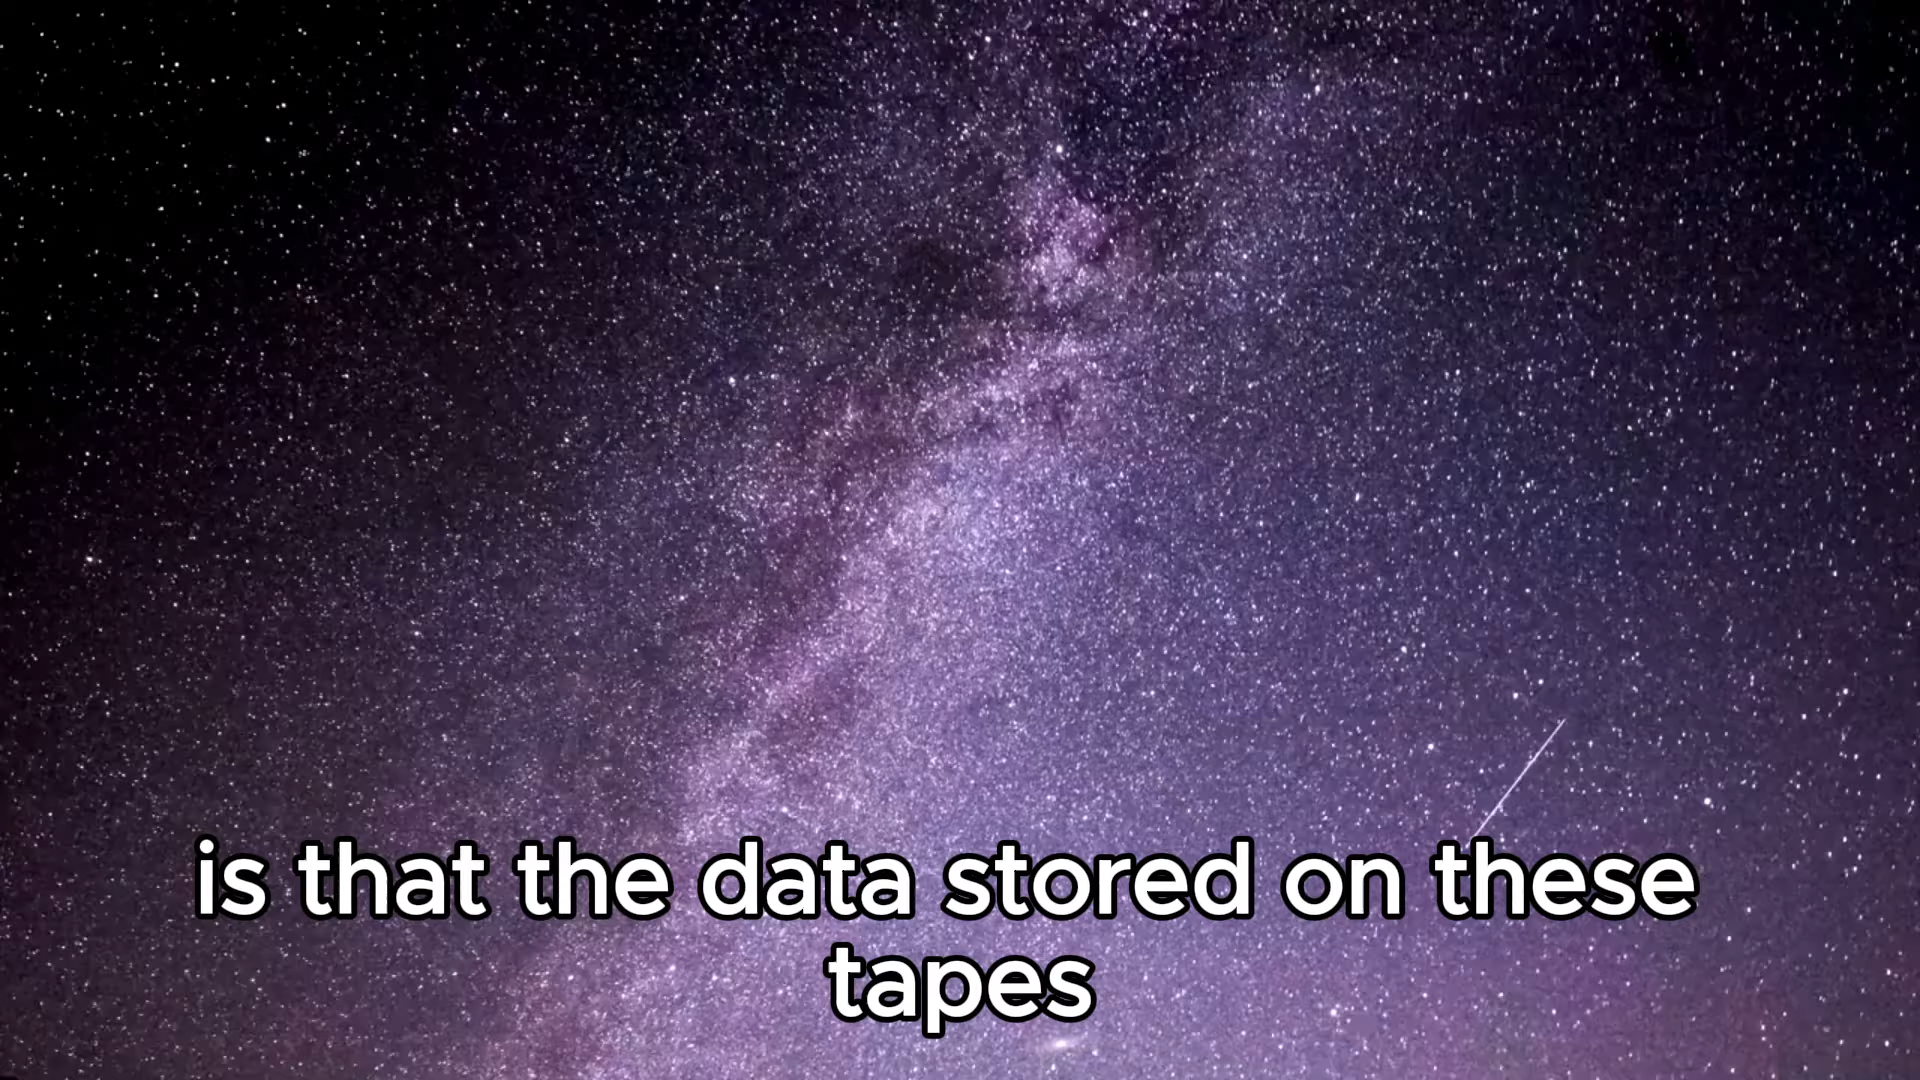 is that the data stored on these
tapes